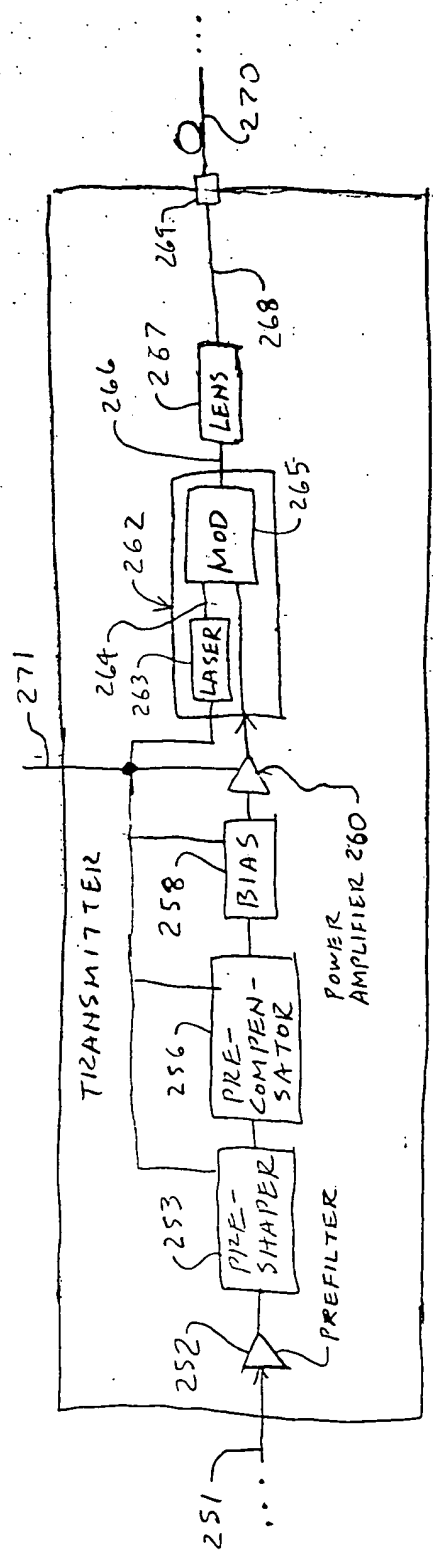 TRANSMITTER
271
251
...
252
PREFILTER
253
PRE-
SHAPER
256
PRE-
COMPEN-
SATOR
258
BIAS
POWER
AMPLIFIER 260
262
263
LASER
264
MOD
265
266
LENS
267
268
269
270
...